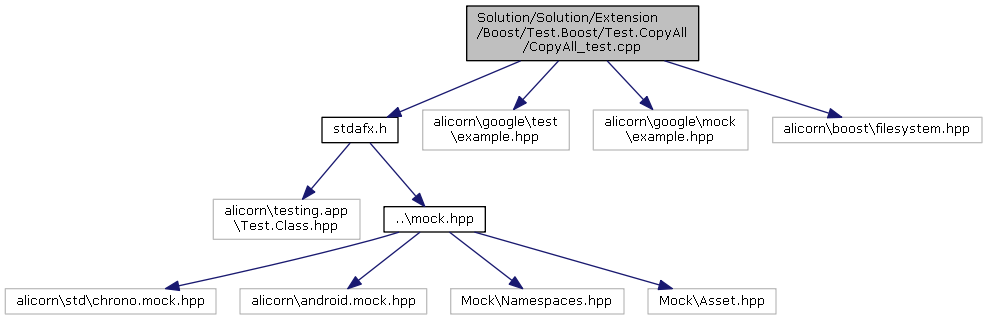 Solution/Solution/Extension
/Boost/Test.Boost/Test.CopyAll
/CopyAll_test.cpp
stdafx.h
alicorn\google\test
\example.hpp
alicorn\google\mock
\example.hpp
alicorn\boost\filesystem.hpp
alicorn\testing.app
\Test.Class.hpp
..\mock.hpp
alicorn\std\chrono.mock.hpp
alicorn\android.mock.hpp
Mock\Namespaces.hpp
Mock\Asset.hpp